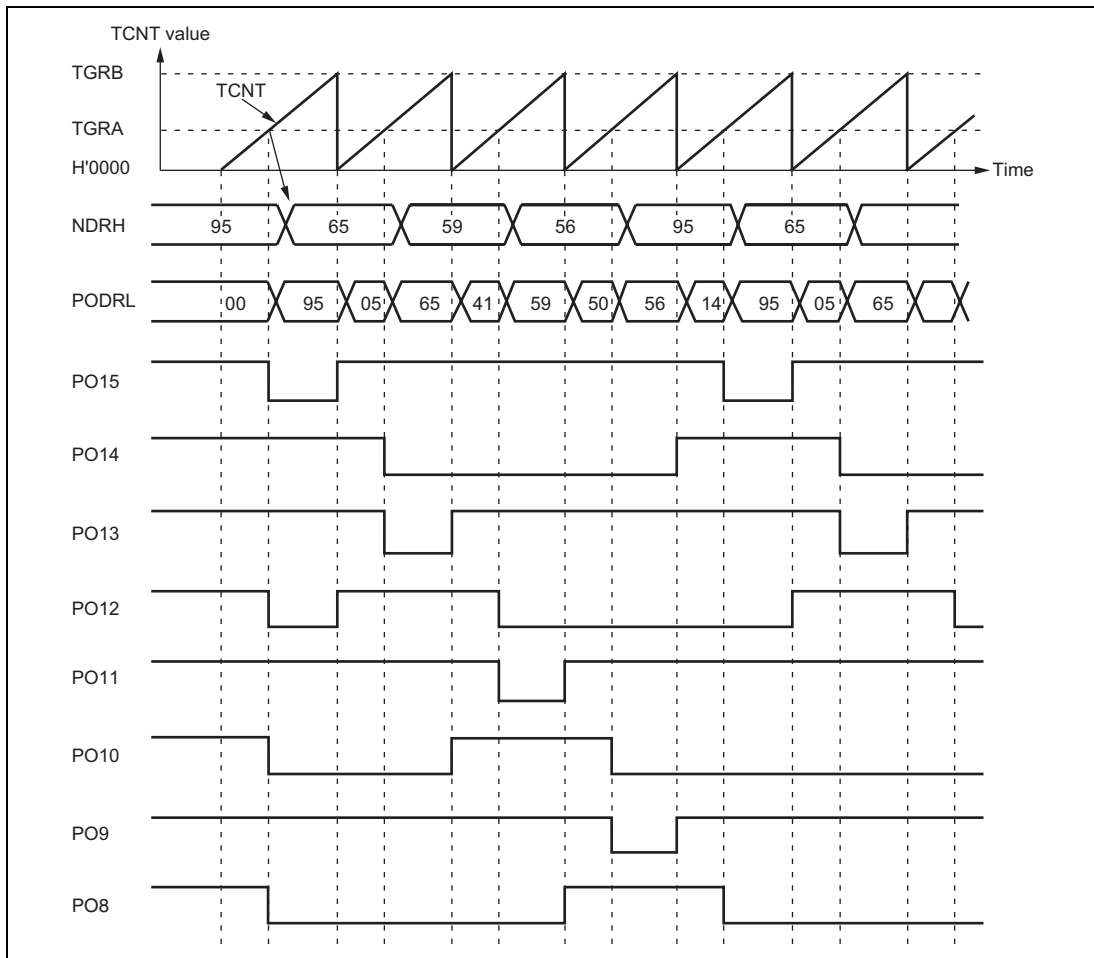 TCNT value
TGRB
TCNT
TGRA
H'0000
Time
NDRH 95 65 59 56 95 65
PODRL 00 95 05 65 41 59 50 56 14 95 05 65
PO15
PO14
PO13
PO12
PO11
PO10
PO9
PO8